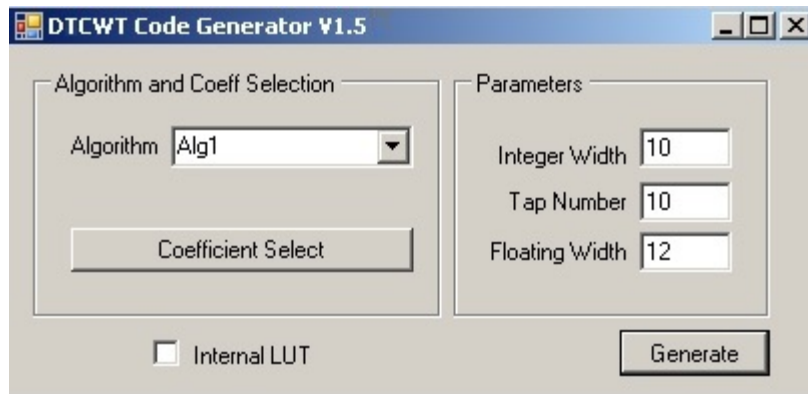 DTCWT Code Generator V1.5
Algorithm and Coeff Selection
Algorithm Alg1
Coefficient Select
Parameters
Integer Width 10
Tap Number 10
Floating Width 12
Internal LUT
Generate